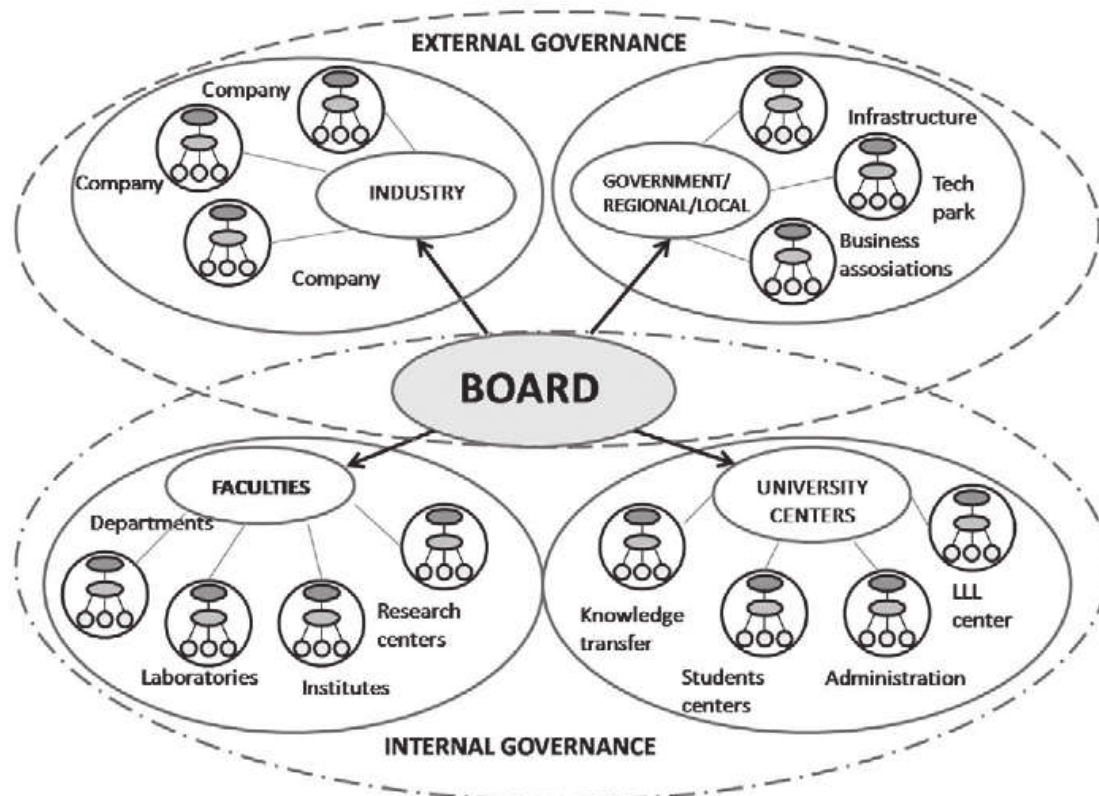 EXTERNAL GOVERNANCE
Company
Company
INDUSTRY
Company
Infrastructure
GOVERNMENT/
REGIONAL/LOCAL
Tech
park
Business
assosiations
BOARD
FACULTIES
Departments
Laboratories
Institutes
Research
centers
UNIVERSITY
CENTERS
Knowledge
transfer
Students
centers
Administration
LLL
center
INTERNAL GOVERNANCE